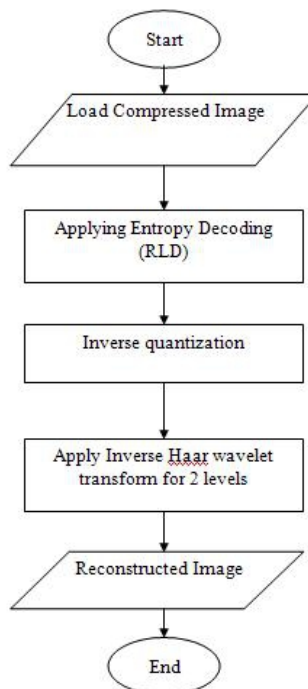 Start
Load Compressed Image
Applying Entropy Decoding
(RLD)
Inverse quantization
Apply Inverse Haar wavelet
transform for 2 levels
Reconstructed Image
End